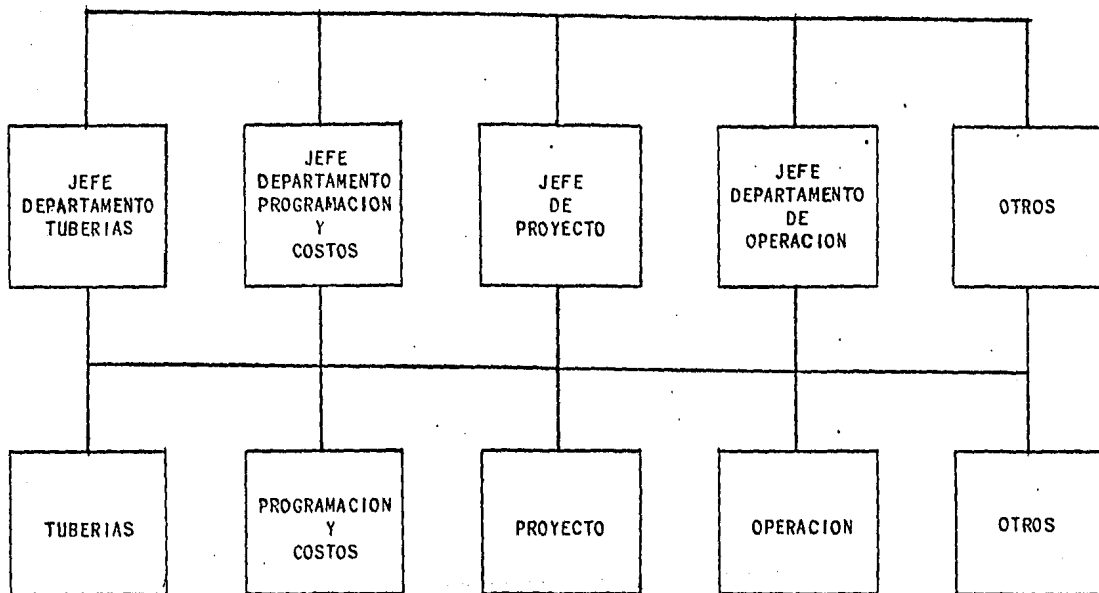 JEFE
DEPARTAMENTO
TUBERIAS
JEFE
DEPARTAMENTO
PROGRAMACION
Y
COSTOS
JEFE
DE
PROYECTO
JEFE
DEPARTAMENTO
DE
OPERACION
OTROS
TUBERIAS
PROGRAMACION
Y
COSTOS
PROYECTO
OPERACION
OTROS